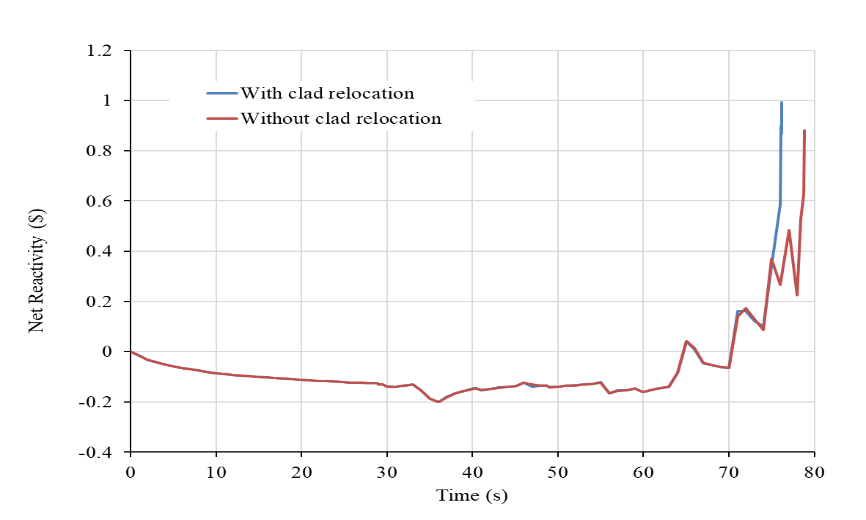 1.2
1
0.8
0.6
0.4
0.2
0
-0.2
-0.4
Net Reactivity ($)
With clad relocation
Without clad relocation
0 10 20 30 40 50 60 70 80
Time (s)